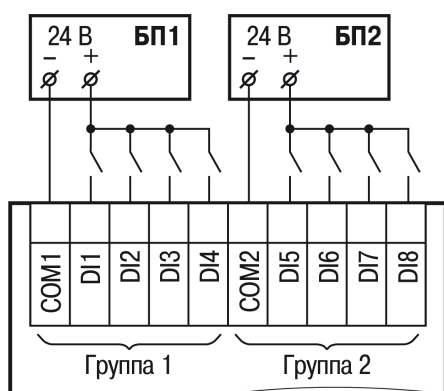 24 В БП1 24 В БП2
– + – +
COM1 DI1 DI2 DI3 DI4 COM2 DI5 DI6 DI7 DI8
Группа 1 Группа 2